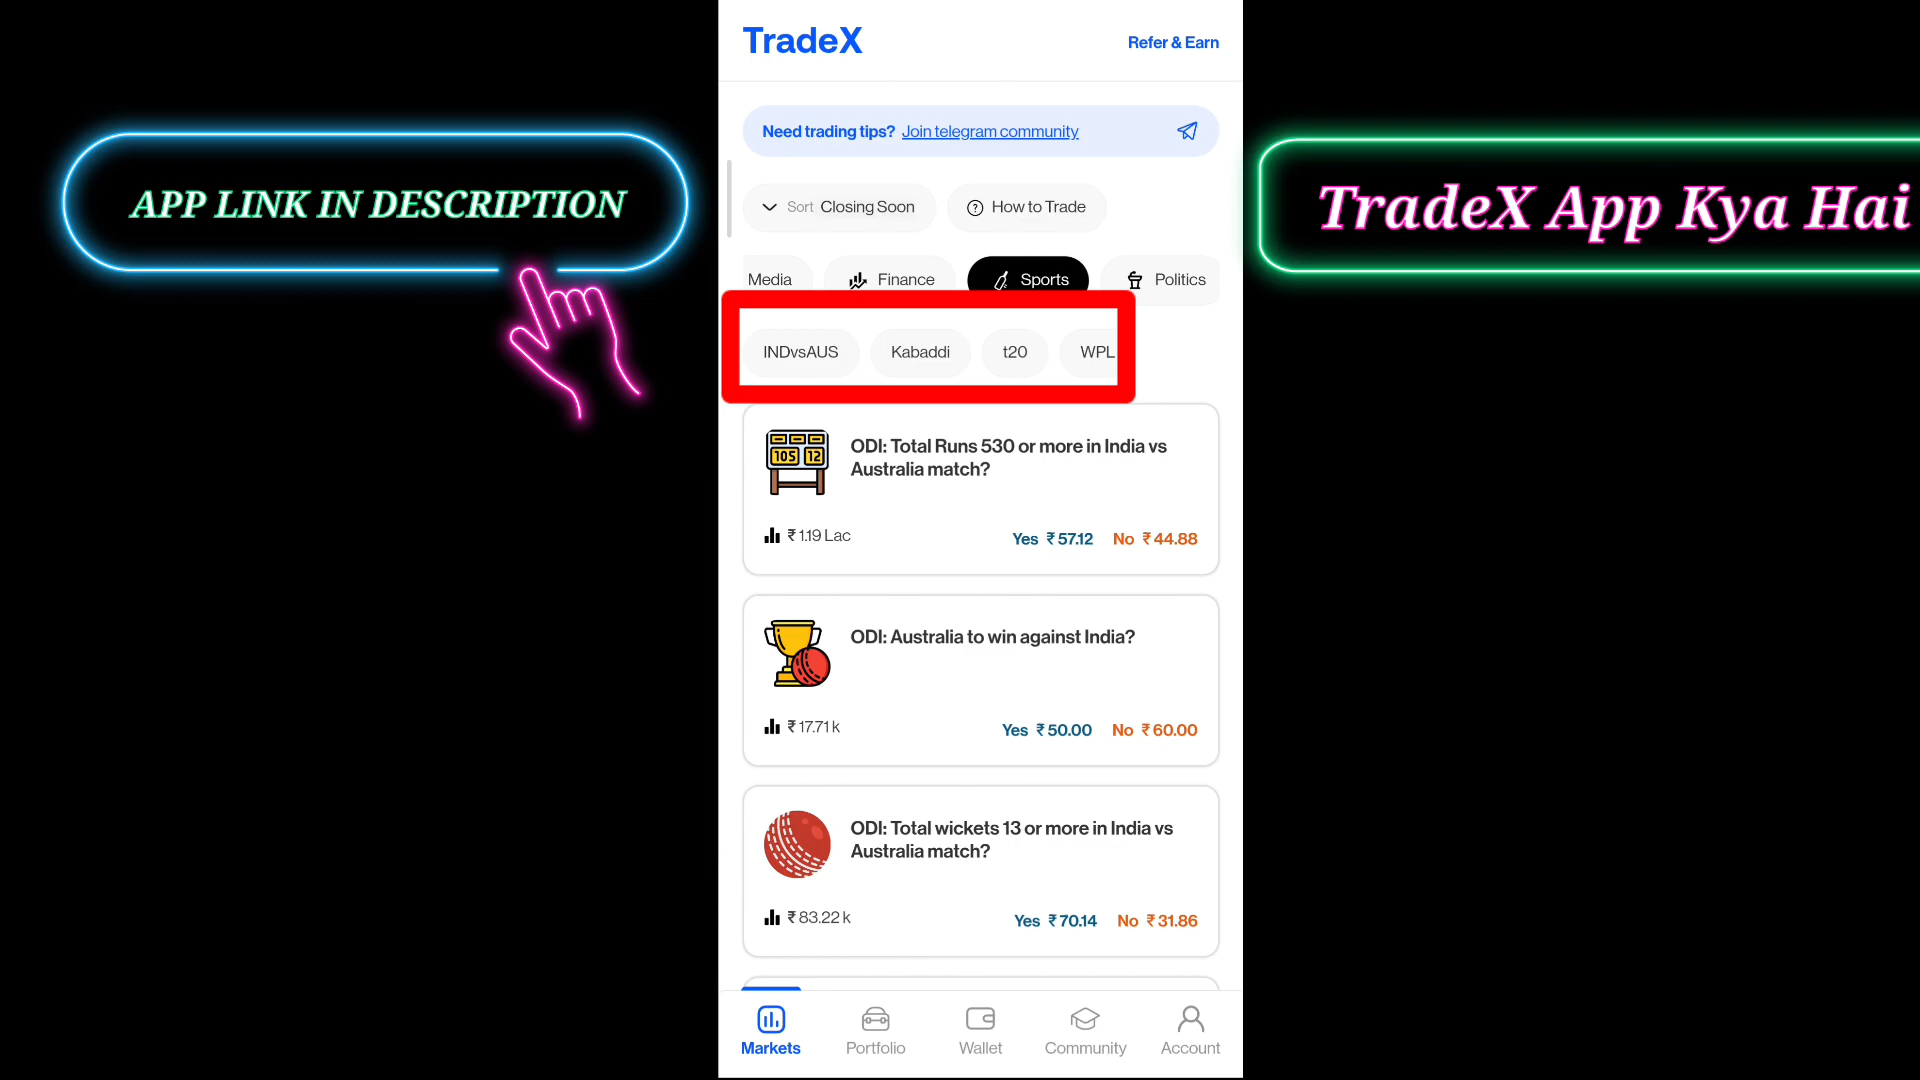 TradeX
Refer & Earn
Need trading tips? Join telegram community
APP LINK IN DESCRIPTION
TradeX App Kya Hai
Sort Closing Soon
How to Trade
Media
Finance
Sports
Politics
INDvsAUS
Kabaddi
t20
WPL
ODI: Total Runs 530 or more in India vs
Australia match?
105 12
₹ 1.19 Lac
Yes ₹ 57.12 No ₹ 44.88
ODI: Australia to win against India?
₹ 17.71 k
Yes ₹ 50.00 No ₹ 60.00
ODI: Total wickets 13 or more in India vs
Australia match?
₹ 83.22 k
Yes ₹ 70.14 No ₹ 31.86
Markets
Portfolio
Wallet
Community
Account